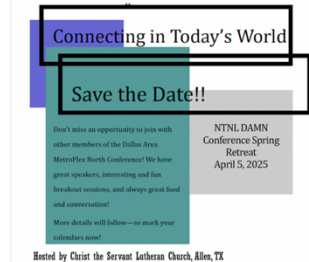 Connecting in Today's World
Save the Date!!
Don't miss an opportunity to join with
other members of the Dallas Area
MetroPlex North Conference! We have
great speakers, interesting and fun
breakout sessions, and always great food
and conversation!
More details will follow—so mark your
calendars now!
NTNL DAMN
Conference Spring
Retreat
April 5, 2025
Hosted by Christ the Servant Lutheran Church, Allen, TX